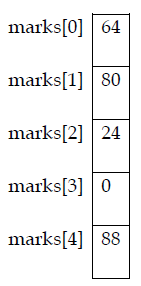 marks[0] 64
marks[1] 80
marks[2] 24
marks[3] 0
marks[4] 88